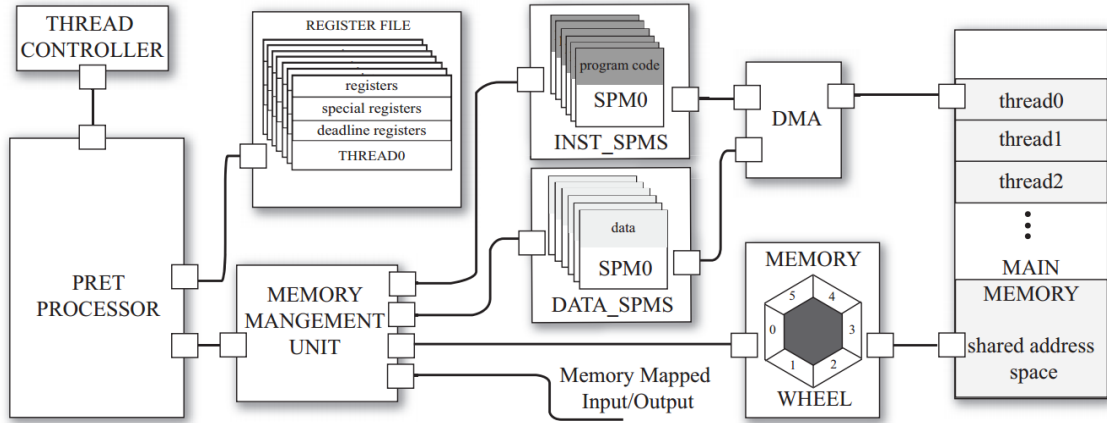 THREAD
CONTROLLER
PRET
PROCESSOR
REGISTER FILE
registers
special registers
deadline registers
THREAD0
MEMORY
MANGEMENT
UNIT
program code
SPM0
INST_SPMS
data
SPM0
DATA_SPMS
DMA
MEMORY
5
4
0
3
1
2
WHEEL
Memory Mapped
Input/Output
thread0
thread1
thread2
MAIN
MEMORY
shared address
space